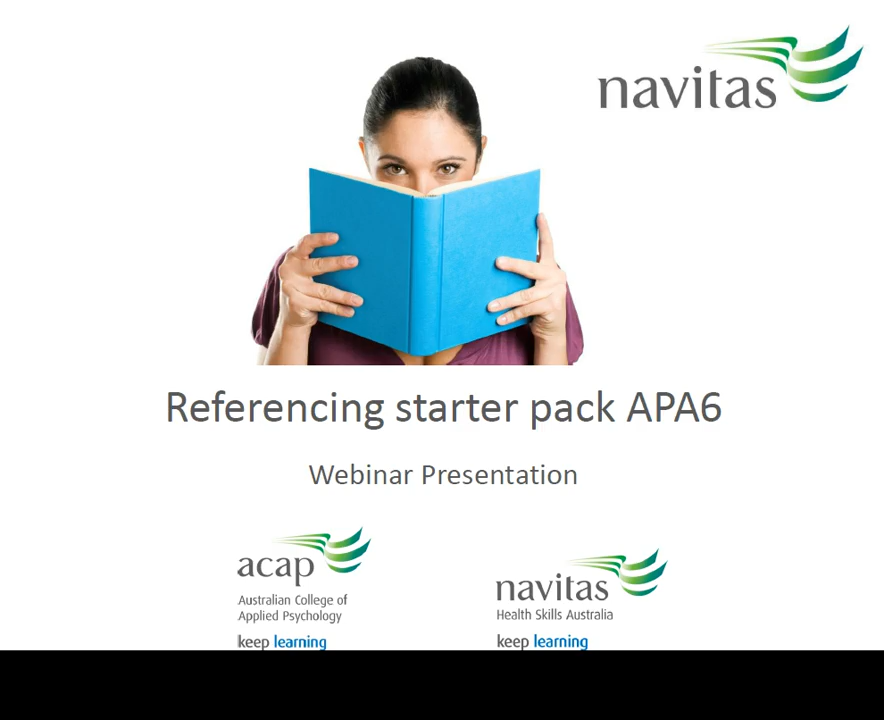 navitas
Referencing starter pack APA6
Webinar Presentation
acap
Australian College of
Applied Psychology
keep learning
navitas
Health Skills Australia
keep learning